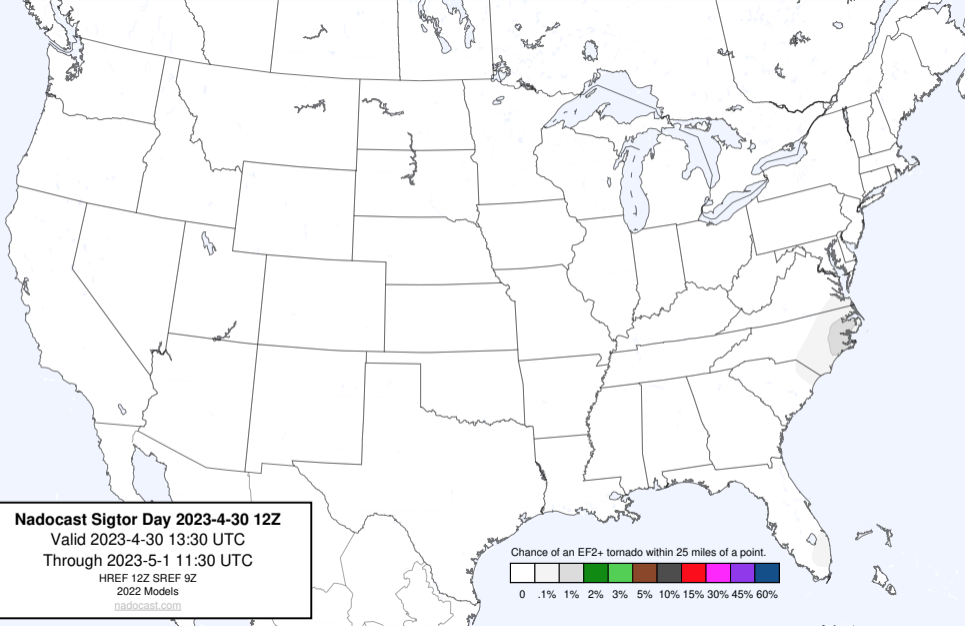 Nadocast Sigtor Day 2023-4-30 12Z
Valid 2023-4-30 13:30 UTC
Through 2023-5-1 11:30 UTC
HREF 12Z SREF 9Z
2022 Models
nadocast.com
Chance of an EF2+ tornado within 25 miles of a point.
0 .1% 1% 2% 3% 5% 10% 15% 30% 45% 60%